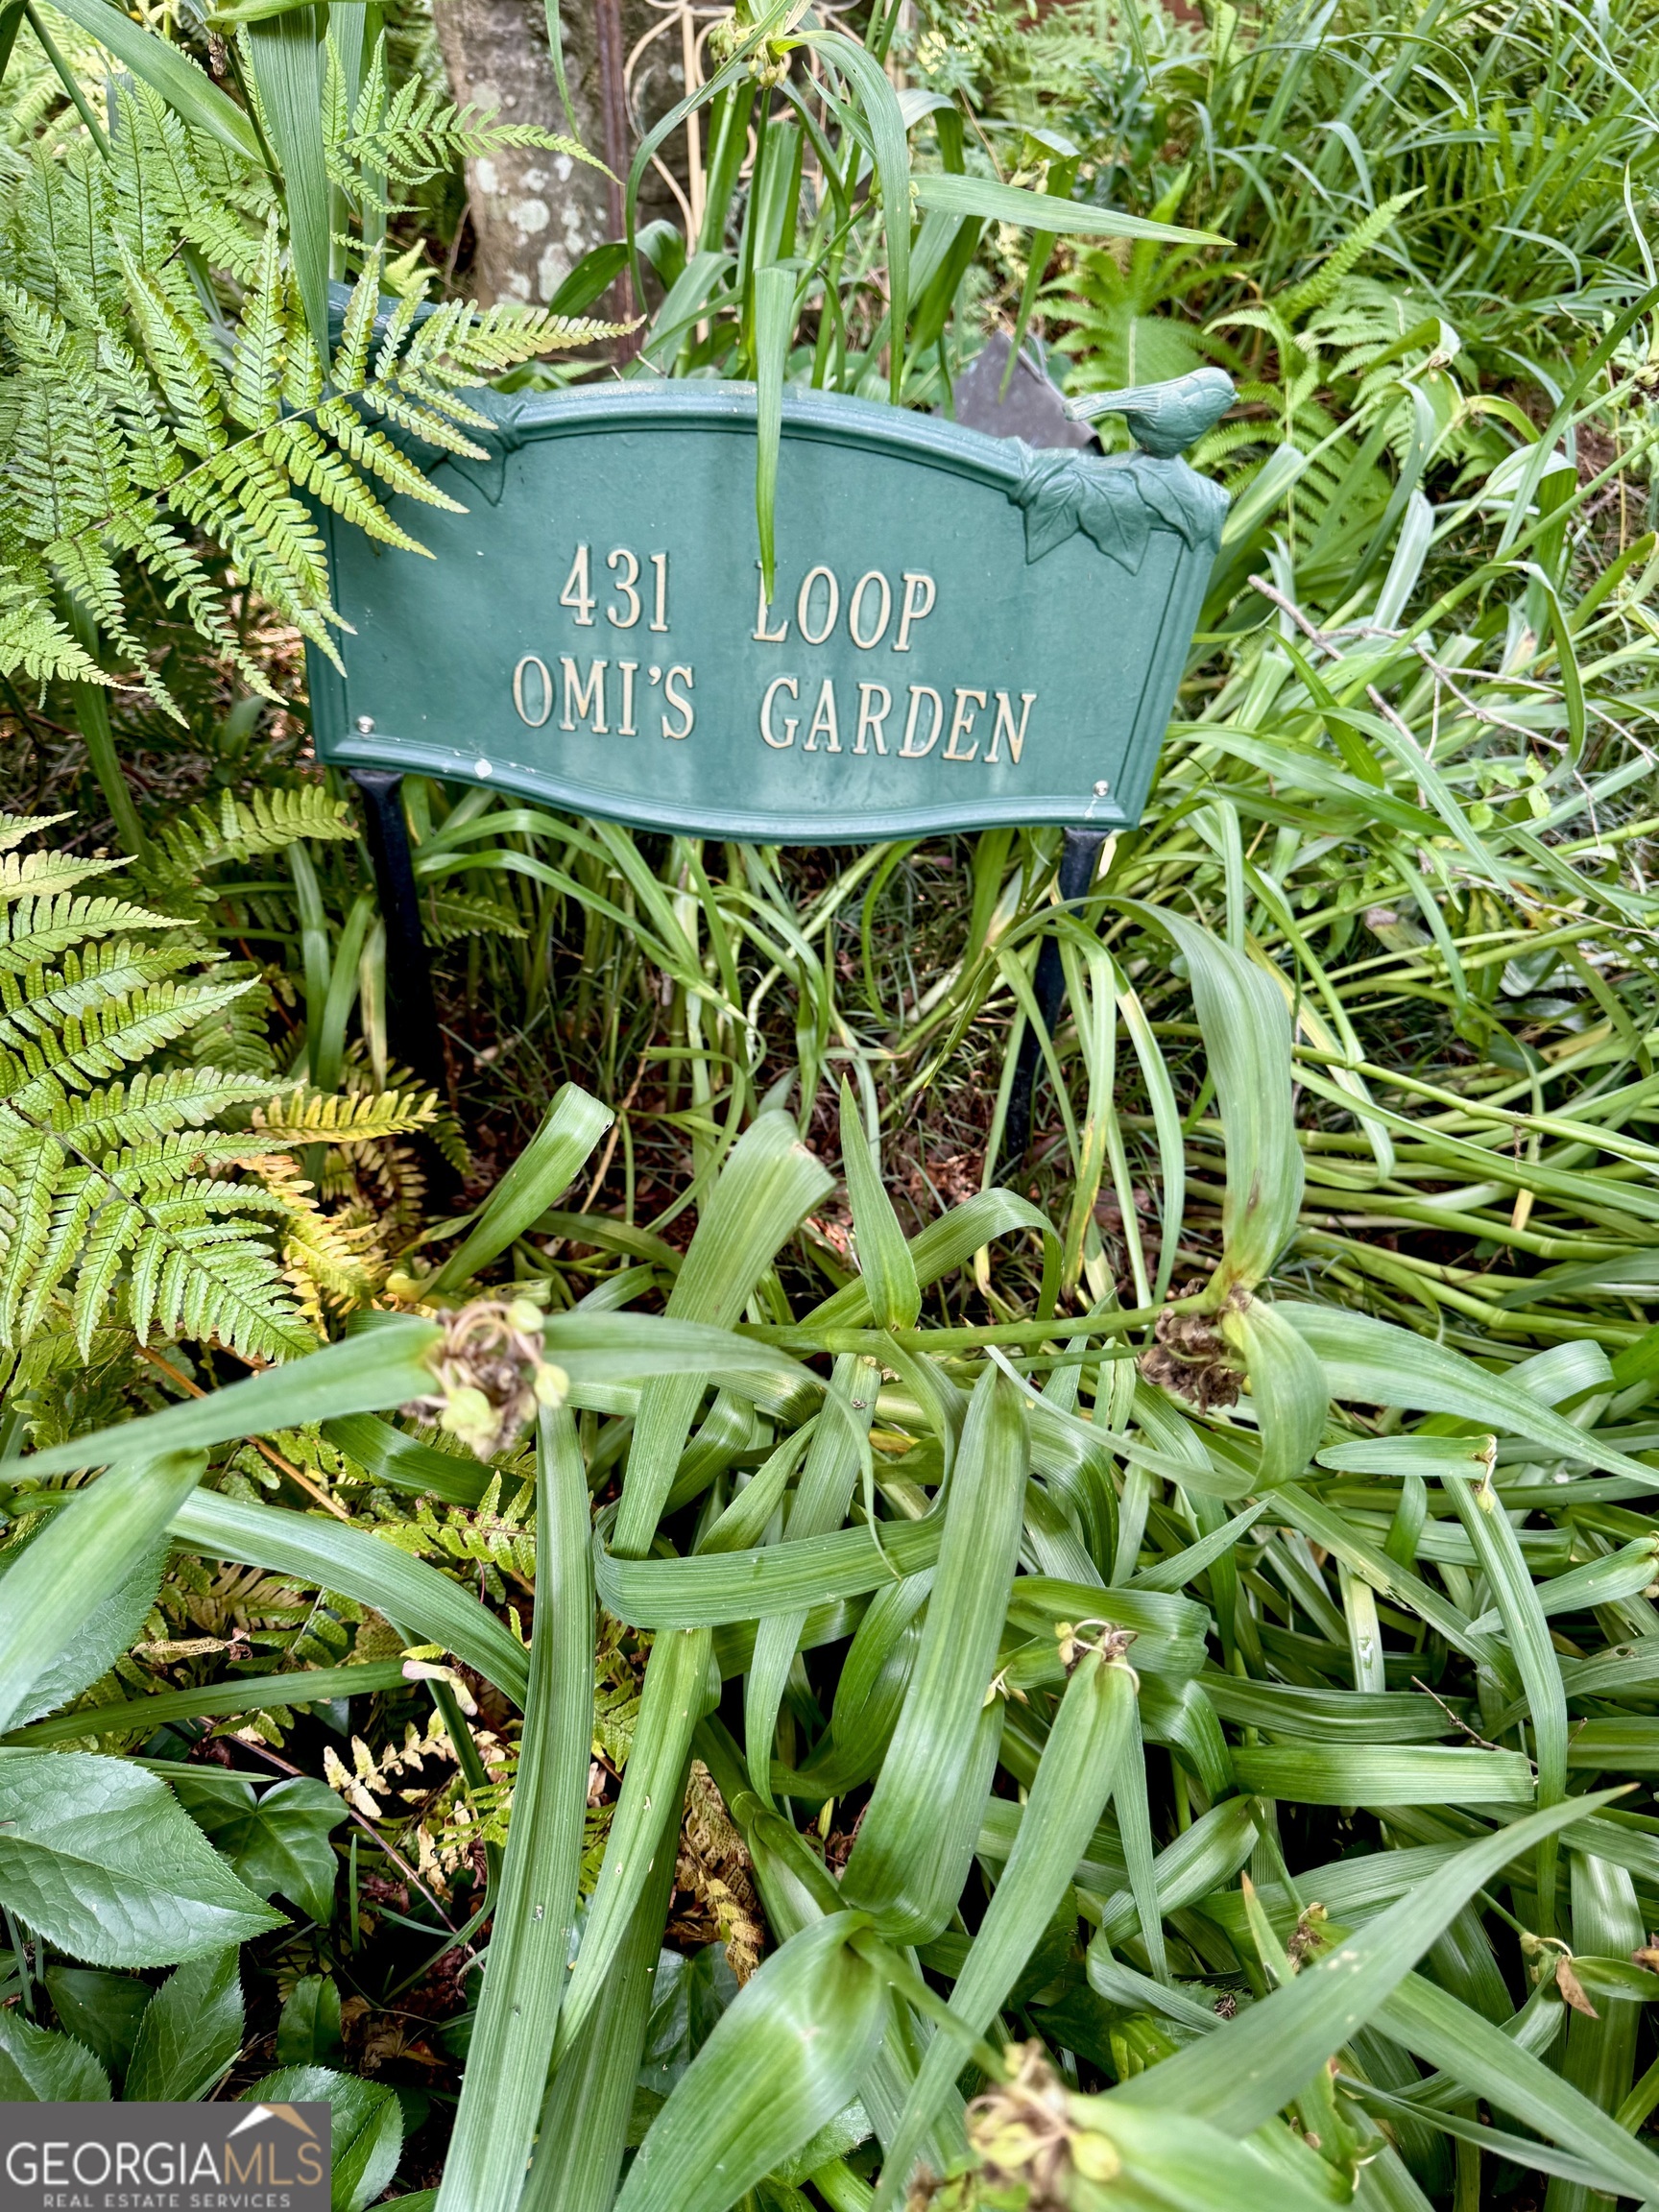 431 LOOP
OMI'S GARDEN
GEORGIAMLS
REAL ESTATE SERVICES